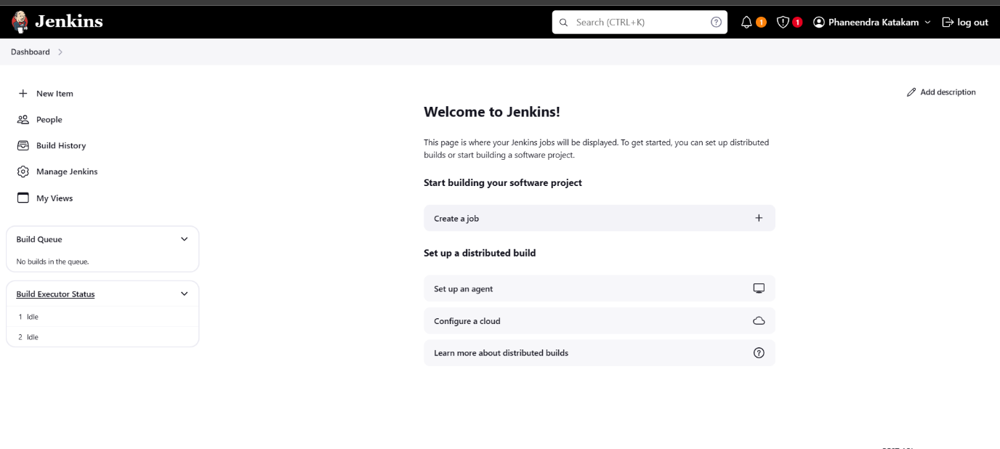 Jenkins
Search (CTRL+K)
1
1
Phaneendra Katakam
log out
Dashboard
New Item
People
Build History
Manage Jenkins
My Views
Build Queue
No builds in the queue.
Build Executor Status
1 Idle
2 Idle
Add description
Welcome to Jenkins!
This page is where your Jenkins jobs will be displayed. To get started, you can set up distributed
builds or start building a software project.
Start building your software project
Create a job
Set up a distributed build
Set up an agent
Configure a cloud
Learn more about distributed builds